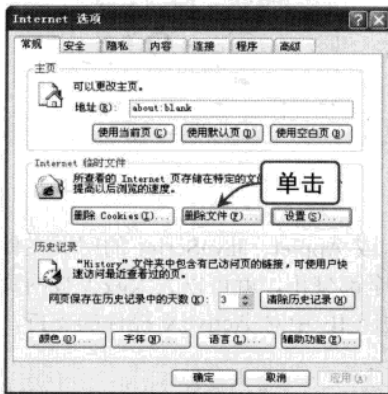 Internet 选项
常规 安全 隐私 内容 连接 程序 高级
主页
可以更改主页。
地址(R): about:blank
使用当前页(C) 使用默认页(D) 使用空白页(B)
Internet 临时文件
所查看的 Internet 页存储在特定的文
提高以后浏览的速度。
单击
删除 Cookies(I)... 删除文件(F)... 设置(S)...
历史记录
“History”文件夹中包含有已访问页的链接，可使用户快
速访问最近查看过的页。
网页保存在历史记录中的天数(K): 3 清除历史记录(H)
颜色(O)... 字体(N)... 语言(L)... 辅助功能(E)...
确定 取消 应用(A)